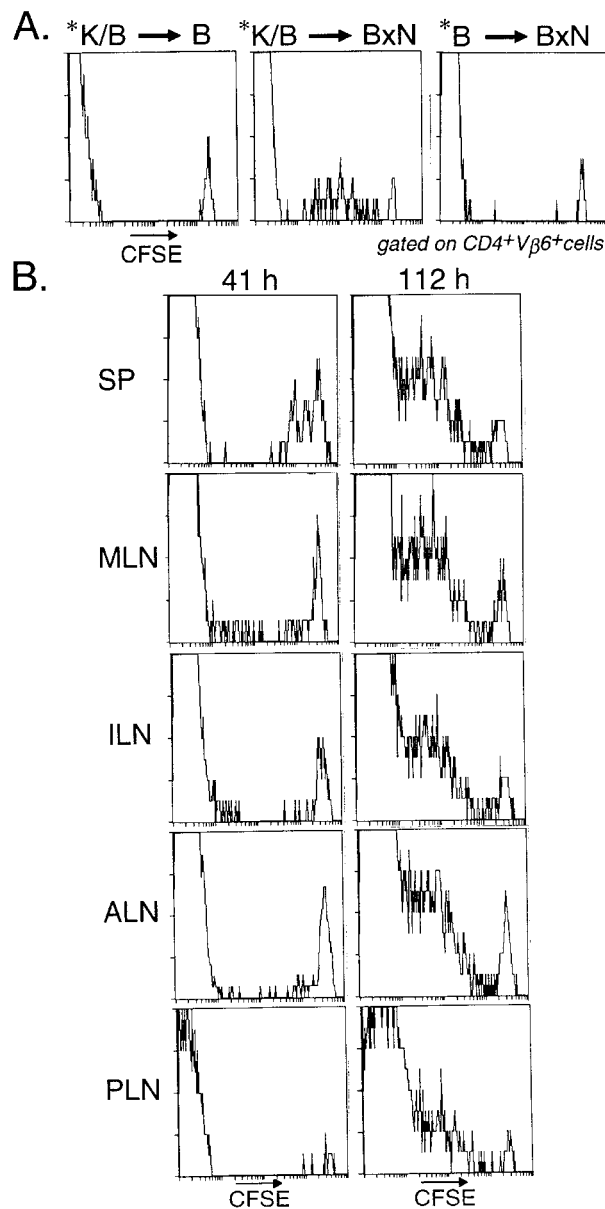 A.
*K/B → B
*K/B → BxN
*B → BxN
CFSE
gated on CD4+Vβ6+cells
B.
41 h
112 h
SP
MLN
ILN
ALN
PLN
CFSE
CFSE